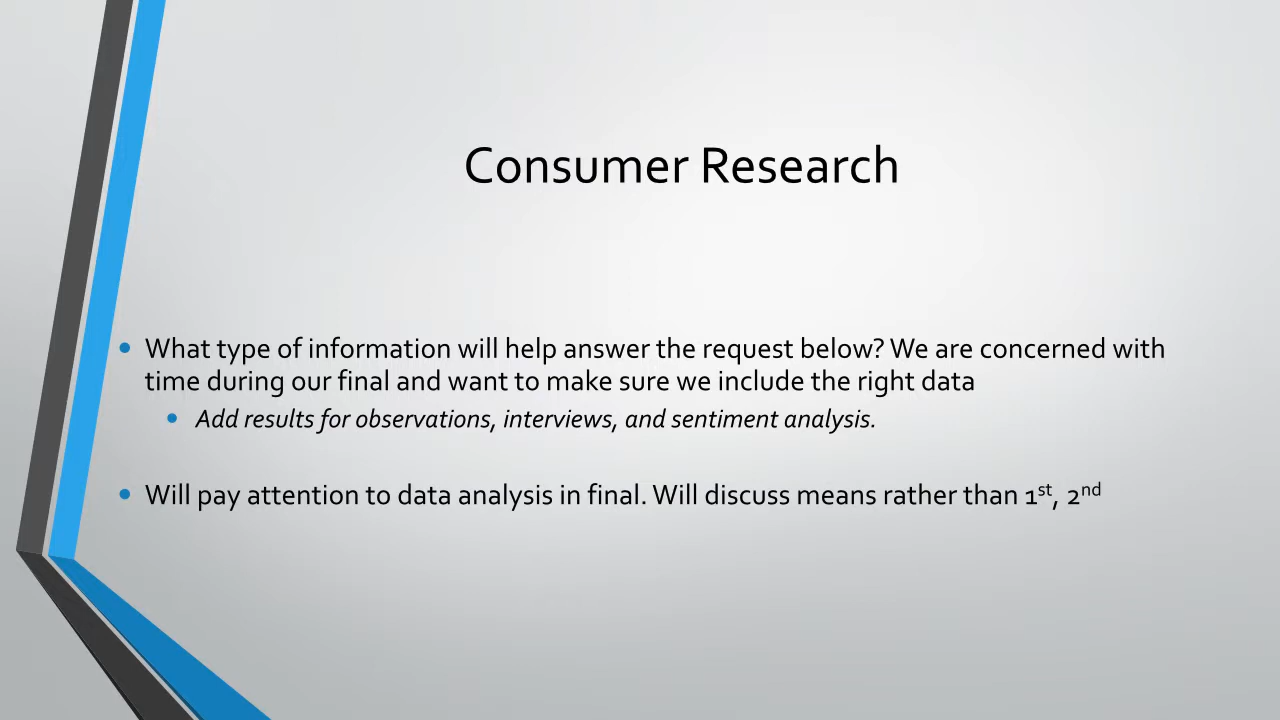 Consumer Research
• What type of information will help answer the request below? We are concerned with
time during our final and want to make sure we include the right data
• Add results for observations, interviews, and sentiment analysis.
• Will pay attention to data analysis in final. Will discuss means rather than 1st, 2nd